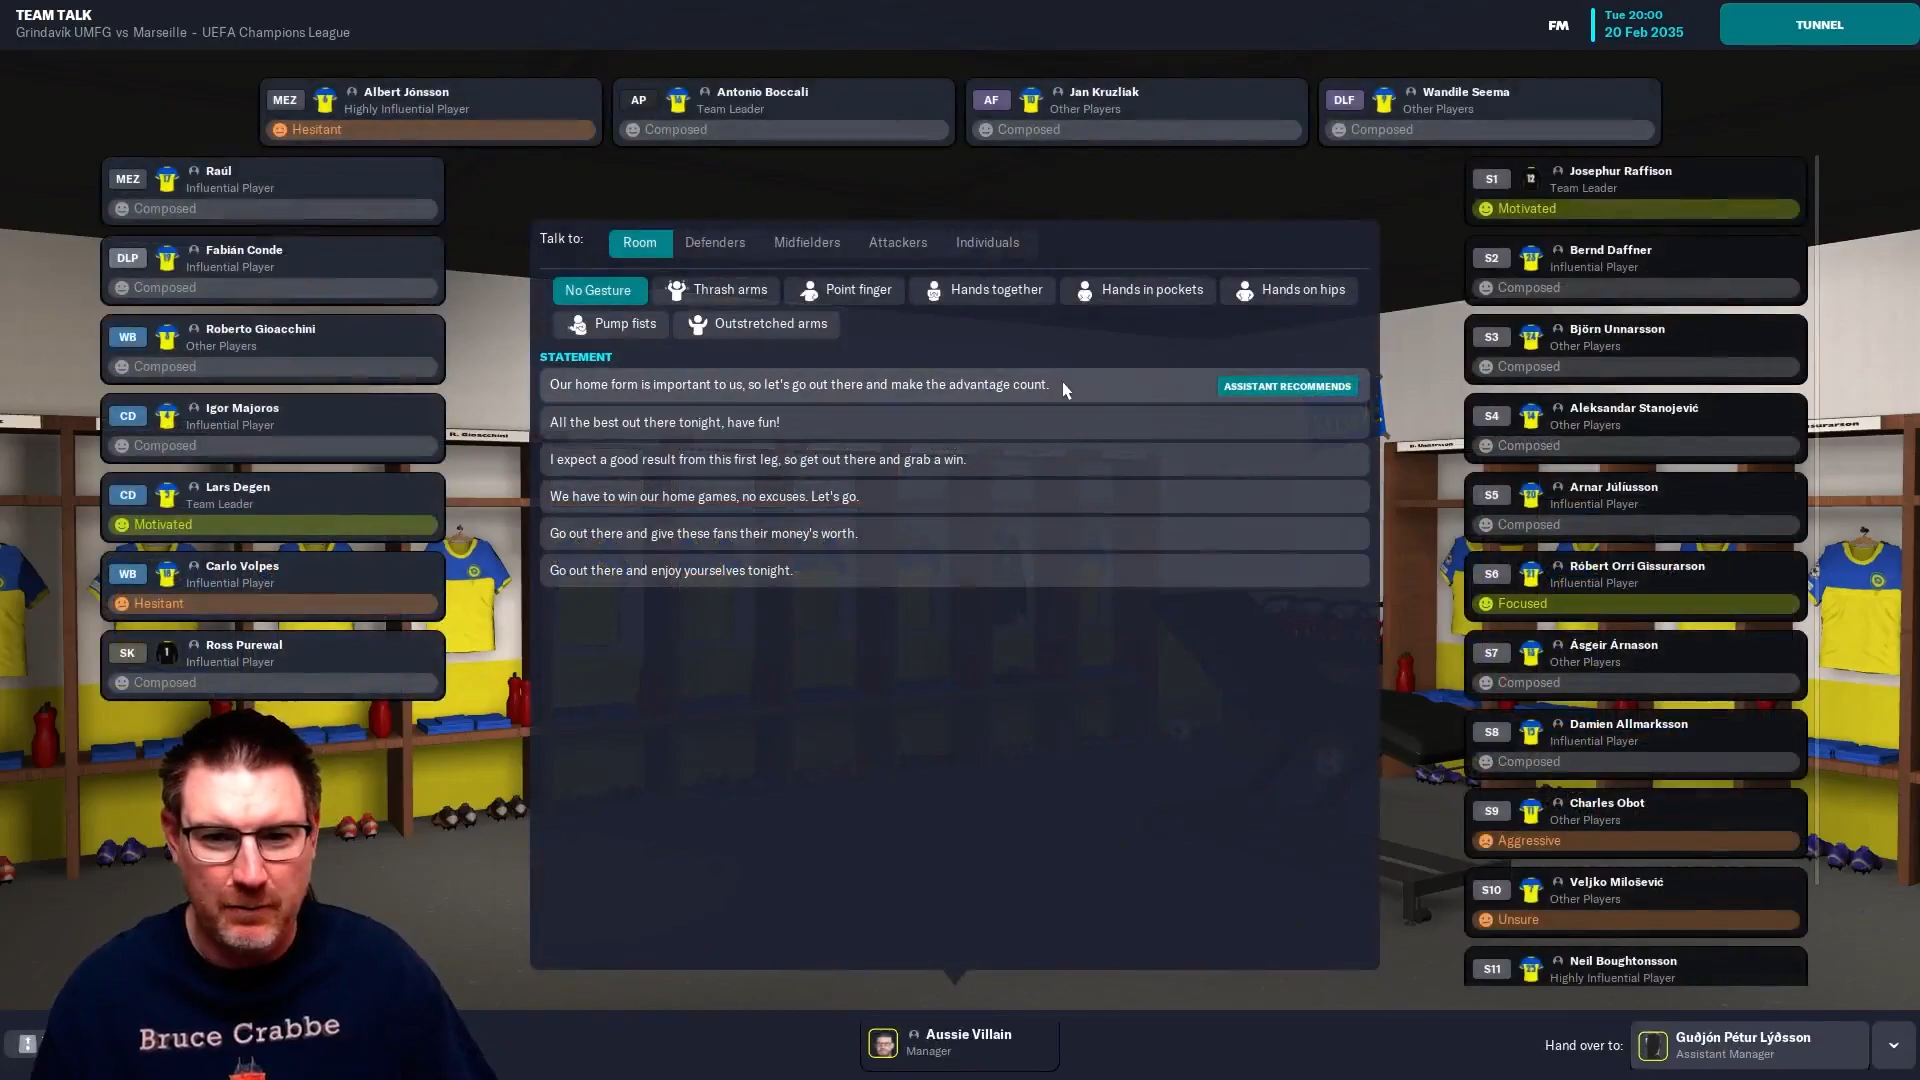 TEAM TALK
Grindavík UMFG vs Marseille - UEFA Champions League
FM
Tue 20:00
20 Feb 2035
TUNNEL
MEZ
Albert Jónsson
Highly Influential Player
Hesitant
AP
Antonio Boccali
Team Leader
Composed
AF
Jan Kruzliak
Other Players
Composed
DLF
Wandile Seema
Other Players
Composed
MEZ
Raúl
Influential Player
Composed
DLP
Fabián Conde
Influential Player
Composed
WB
Roberto Gioacchini
Other Players
Composed
CD
Igor Majoros
Influential Player
Composed
CD
Lars Degen
Team Leader
Motivated
WB
Carlo Volpes
Influential Player
Hesitant
SK
1
Ross Purewal
Influential Player
Composed
R. Gioacchini
Talk to:
Room
Defenders
Midfielders
Attackers
Individuals
No Gesture
Thrash arms
Point finger
Hands together
Hands in pockets
Hands on hips
Pump fists
Outstretched arms
STATEMENT
Our home form is important to us, so let's go out there and make the advantage count.
ASSISTANT RECOMMENDS
All the best out there tonight, have fun!
I expect a good result from this first leg, so get out there and grab a win.
We have to win our home games, no excuses. Let's go.
Go out there and give these fans their money's worth.
Go out there and enjoy yourselves tonight.
S1
12
Josephur Raffison
Team Leader
Motivated
S2
Bernd Daffner
Influential Player
Composed
S3
Björn Unnarsson
Other Players
Composed
S4
Aleksandar Stanojević
Other Players
Composed
S5
Arnar Júlíusson
Influential Player
Composed
S6
Róbert Orri Gissurarson
Influential Player
Focused
S7
Ásgeir Árnason
Other Players
Composed
S8
Damien Allmarksson
Influential Player
Composed
S9
Charles Obot
Other Players
Aggressive
S10
Veljko Milošević
Other Players
Unsure
S11
Neil Boughtonsson
Highly Influential Player
Bruce Crabbe
Aussie Villain
Manager
Hand over to:
Guðjón Pétur Lýðsson
Assistant Manager